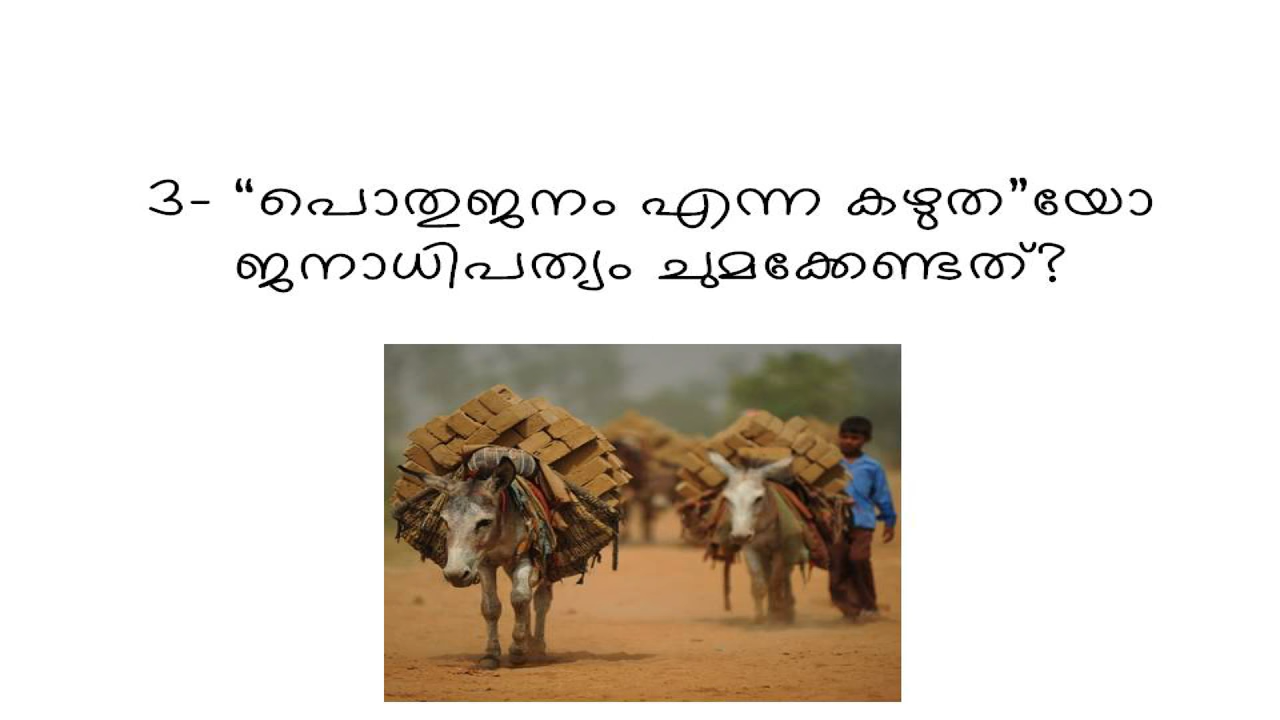 3- “പൊതുജനം എന്ന കഴുത”യോ
ജനാധിപത്യം ചുമക്കേണ്ടത്?